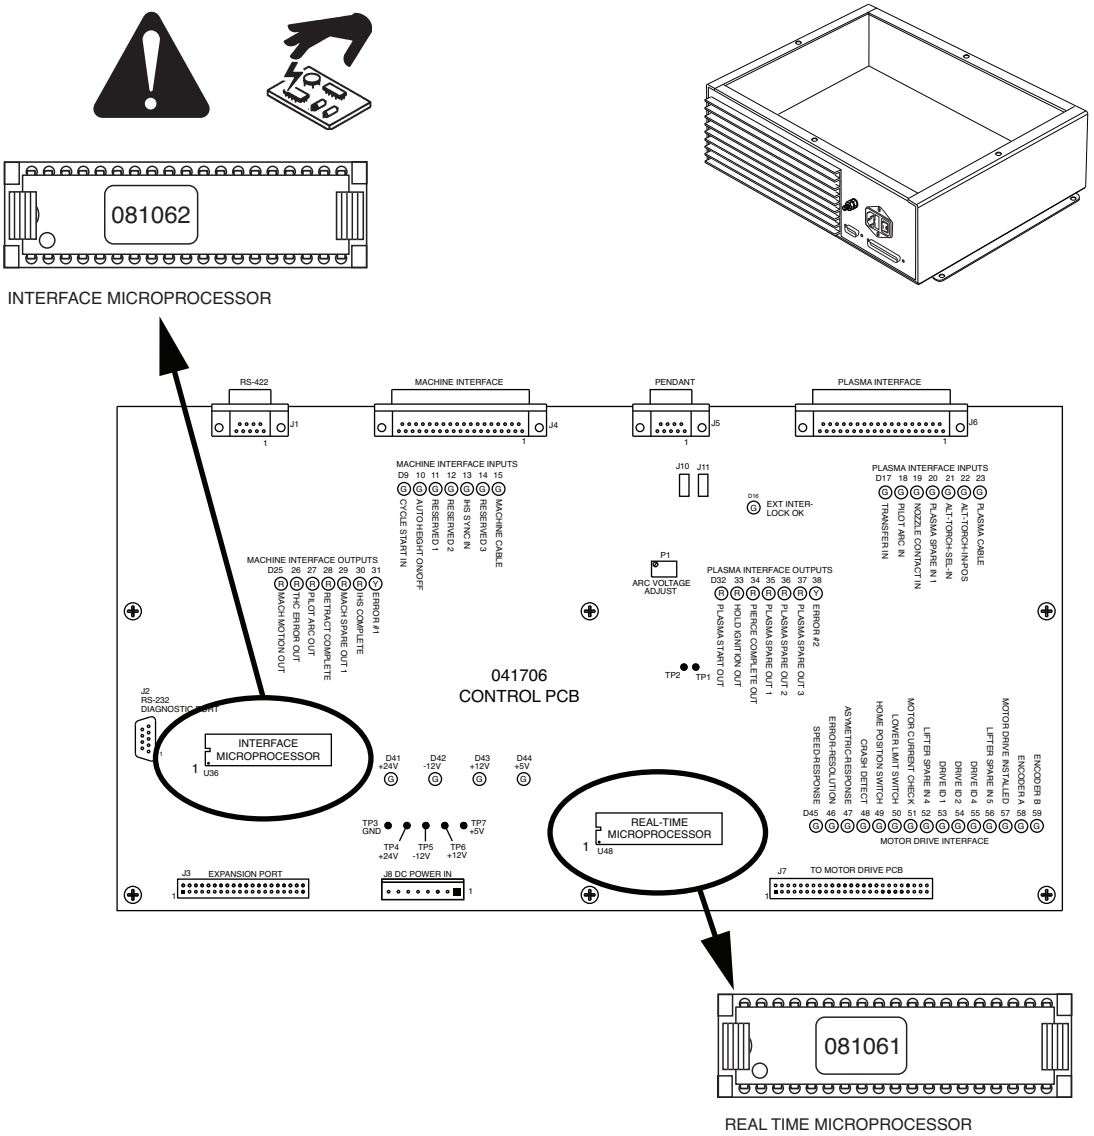 081062
INTERFACE MICROPROCESSOR
RS-422
MACHINE INTERFACE
PENDANT
PLASMA INTERFACE
J1
1
J4
1
J5
1
J6
1
MACHINE INTERFACE INPUTS
D9 10 11 12 13 14 15
G G G G G G G
CYCLE START IN
AUTO HEIGHT ON/OFF
RESERVED 1
RESERVED 2
IHS SYNC IN
RESERVED 3
MACHINE CABLE
J10 J11
D16
G
EXT INTER-
LOCK OK
PLASMA INTERFACE INPUTS
D17 18 19 20 21 22 23
G G G G G G G
TRANSFER IN
PILOT ARC IN
NOZZLE CONTACT IN
PLASMA SPARE IN 1
ALT-TORCH-SEL-IN
ALT-TORCH-IN-POS
PLASMA CABLE
MACHINE INTERFACE OUTPUTS
D25 26 27 28 29 30 31
R R R R R R Y
MACH MOTION OUT
THC ERROR OUT
PILOT ARC OUT
RETRACT COMPLETE
MACH SPARE OUT 1
IHS COMPLETE
ERROR #1
P1
ARC VOLTAGE
ADJUST
PLASMA INTERFACE OUTPUTS
D32 33 34 35 36 37 38
R R R R R R Y
PLASMA START OUT
HOLD IGNITION OUT
PIERCE COMPLETE OUT
PLASMA SPARE OUT 1
PLASMA SPARE OUT 2
PLASMA SPARE OUT 3
ERROR #2
TP2 TP1
041706
CONTROL PCB
J2
RS-232
DIAGNOSTIC PORT
1
INTERFACE
MICROPROCESSOR
1 U36
D41
+24V
G
D42
-12V
G
D43
+12V
G
D44
+5V
G
TP3
GND
TP4
+24V
TP5
-12V
TP6
+12V
TP7
+5V
REAL-TIME
MICROPROCESSOR
1 U48
SPEED-RESPONSE
ERROR-RESOLUTION
ASYMETRIC-RESPONSE
CRASH DETECT
HOME POSITION SWITCH
LOWER LIMIT SWITCH
MOTOR CURRENT CHECK
LIFTER SPARE IN 4
DRIVE ID 1
DRIVE ID 2
DRIVE ID 4
LIFTER SPARE IN 5
MOTOR DRIVE INSTALLED
ENCODER A
ENCODER B
D45 46 47 48 49 50 51 52 53 54 55 56 57 58 59
G G G G G G G G G G G G G G G
MOTOR DRIVE INTERFACE
J3 EXPANSION PORT
1
J8 DC POWER IN
1
J7 TO MOTOR DRIVE PCB
1
081061
REAL TIME MICROPROCESSOR